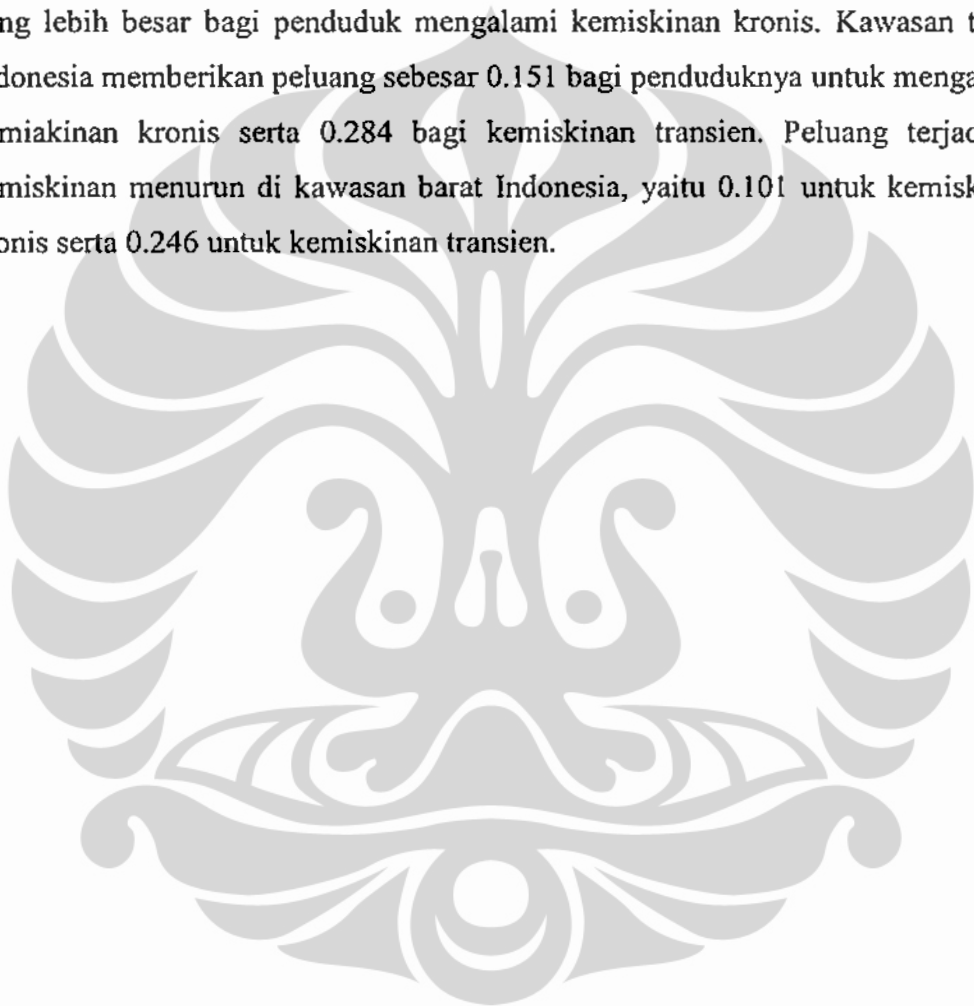 ng lebih besar bagi penduduk mengalami kemiskinan kronis. Kawasan t
donesia memberikan peluang sebesar 0.151 bagi penduduknya untuk menga
miakinan kronis serta 0.284 bagi kemiskinan transien. Peluang terjad
miskinan menurun di kawasan barat Indonesia, yaitu 0.101 untuk kemisk
onis serta 0.246 untuk kemiskinan transien.